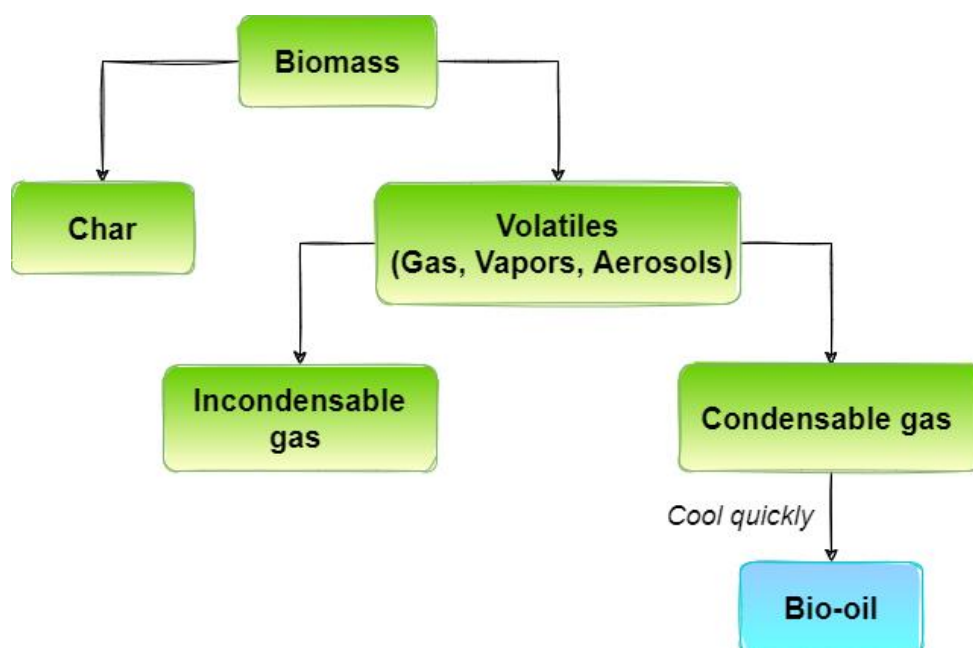 Biomass
Char
Volatiles
(Gas, Vapors, Aerosols)
Incondensable
gas
Condensable gas
Cool quickly
Bio-oil